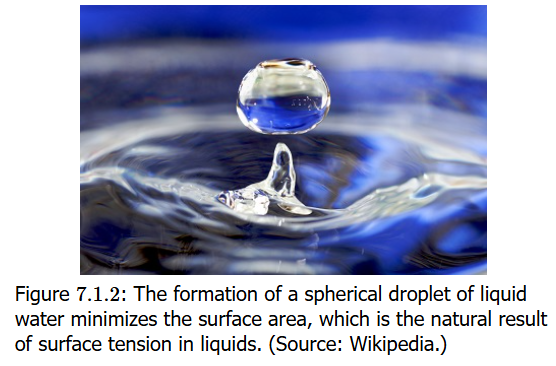 Figure 7.1.2: The formation of a spherical droplet of liquid
water minimizes the surface area, which is the natural result
of surface tension in liquids. (Source: Wikipedia.)